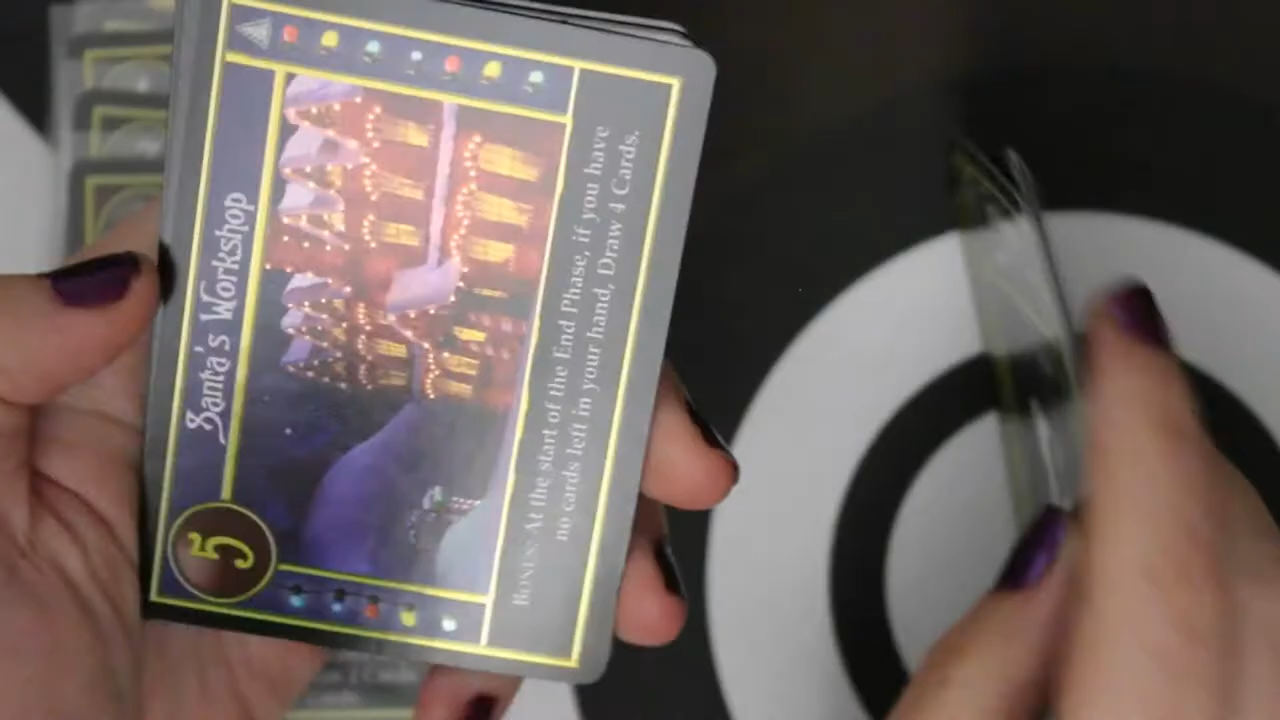 5
Santa's Workshop
BONUS: At the start of the End Phase, if you have
no cards left in your hand, Draw 4 Cards.